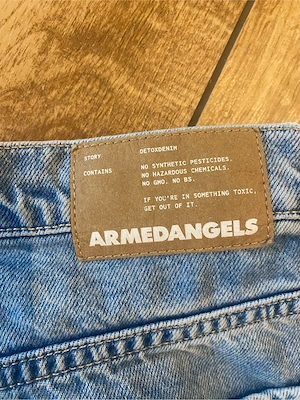 STORY DETOXDENIM
CONTAINS NO SYNTHETIC PESTICIDES.
NO HAZARDOUS CHEMICALS.
NO GMO. NO BS.
IF YOU'RE IN SOMETHING TOXIC,
GET OUT OF IT.
ARMEDANGELS